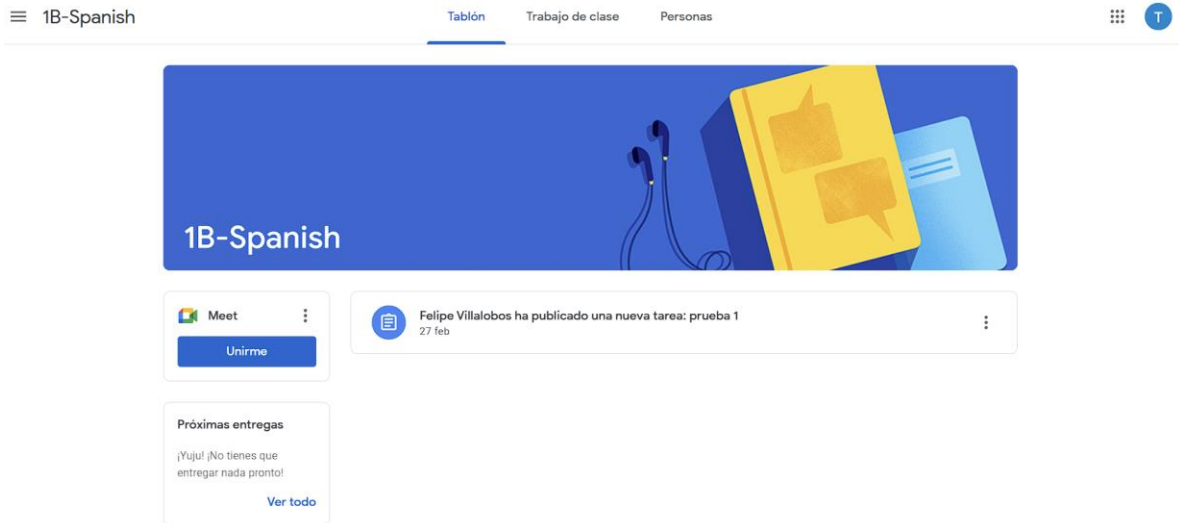 1B-Spanish
Tablón
Trabajo de clase
Personas
T
1B-Spanish
Meet
Unirme
Felipe Villalobos ha publicado una nueva tarea: prueba 1
27 feb
Próximas entregas
¡Yuju! ¡No tienes que
entregar nada pronto!
Ver todo